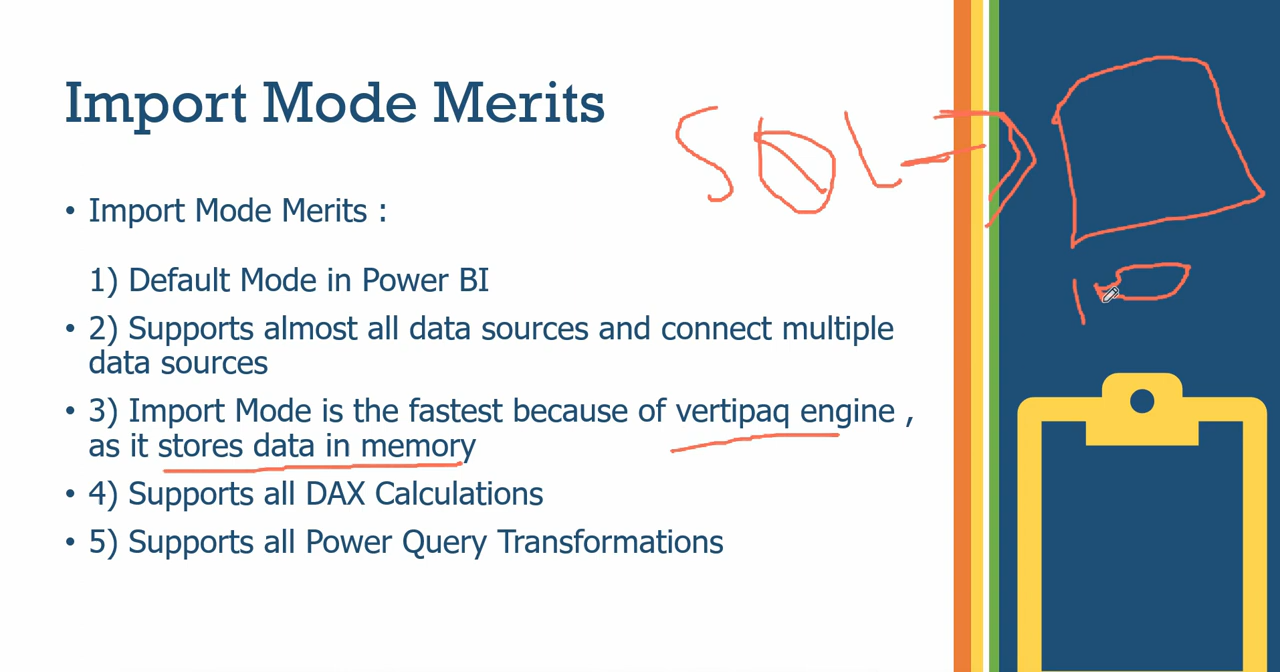 Import Mode Merits
SQL
• Import Mode Merits :
1) Default Mode in Power BI
• 2) Supports almost all data sources and connect multiple
data sources
• 3) Import Mode is the fastest because of vertipaq engine ,
as it stores data in memory
• 4) Supports all DAX Calculations
• 5) Supports all Power Query Transformations